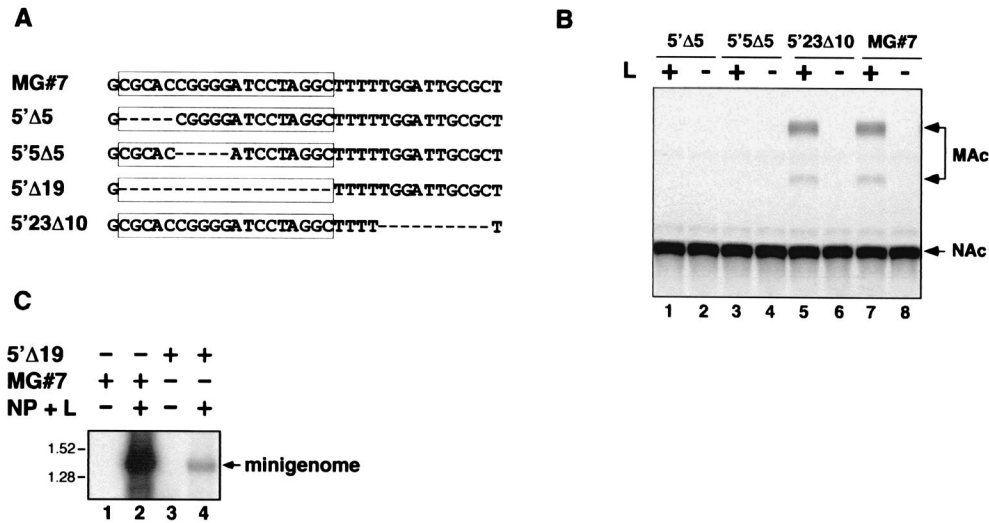 A
MG#7 GCGCACCGGGGATCCTAGGCTTTTTGGATTGCGCT
5'Δ5 G-----CGGGGATCCTAGGCTTTTTGGATTGCGCT
5'5Δ5 GCGCAC-----ATCCTAGGCTTTTTGGATTGCGCT
5'Δ19 G-------------------TTTTTGGATTGCGCT
5'23Δ10 GCGCACCGGGGATCCTAGGCTTTT----------T
B
5'Δ5 5'5Δ5 5'23Δ10 MG#7
L + - + - + - + -
MAc
NAc
1 2 3 4 5 6 7 8
C
5'Δ19 - - + +
MG#7 + + - -
NP + L - + - +
1.52
1.28
minigenome
1 2 3 4